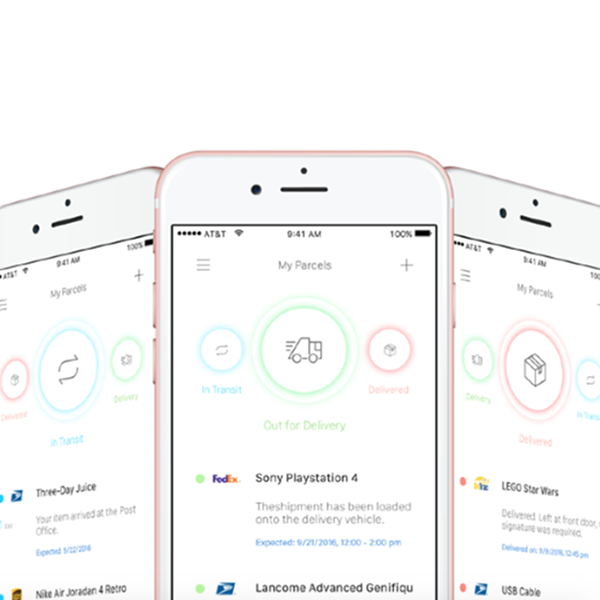 AT&T 9:41 AM 100%
My Parcels
Delivered
In Transit
Delivery
Three-Day Juice
Your item arrived at the Post
Office.
Expected: 9/22/2016
Nike Air Joradan 4 Retro
AT&T 9:41 AM 100%
My Parcels
In Transit
Out for Delivery
Delivered
FedEx
Sony Playstation 4
Theshipment has been loaded
onto the delivery vehicle.
Expected: 9/21/2016, 12:00 - 2:00 pm
Lancome Advanced Genifiqu
AT&T 9:41 AM
My Parcels
Delivery
Delivered
In
LEGO Star Wars
Delivered. Left at front door,
signature was required.
Delivered on: 9/9/2016, 12:45 pm
USB Cable